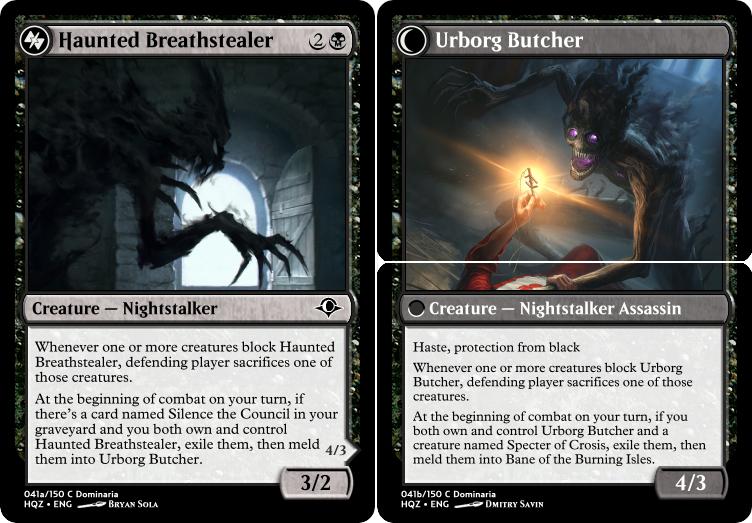 Haunted Breathstealer 2
Creature — Nightstalker
Whenever one or more creatures block Haunted
Breathstealer, defending player sacrifices one of
those creatures.
At the beginning of combat on your turn, if
there's a card named Silence the Council in your
graveyard and you both own and control
Haunted Breathstealer, exile them, then meld
them into Urborg Butcher.
4/3
3/2
041a/150 C Dominaria
HQZ • ENG Bryan Sola
Urborg Butcher
Creature — Nightstalker Assassin
Haste, protection from black
Whenever one or more creatures block Urborg
Butcher, defending player sacrifices one of those
creatures.
At the beginning of combat on your turn, if you
both own and control Urborg Butcher and a
creature named Specter of Crosis, exile them, then
meld them into Bane of the Burning Isles.
4/3
041b/150 C Dominaria
HQZ • ENG Dmitry Savin